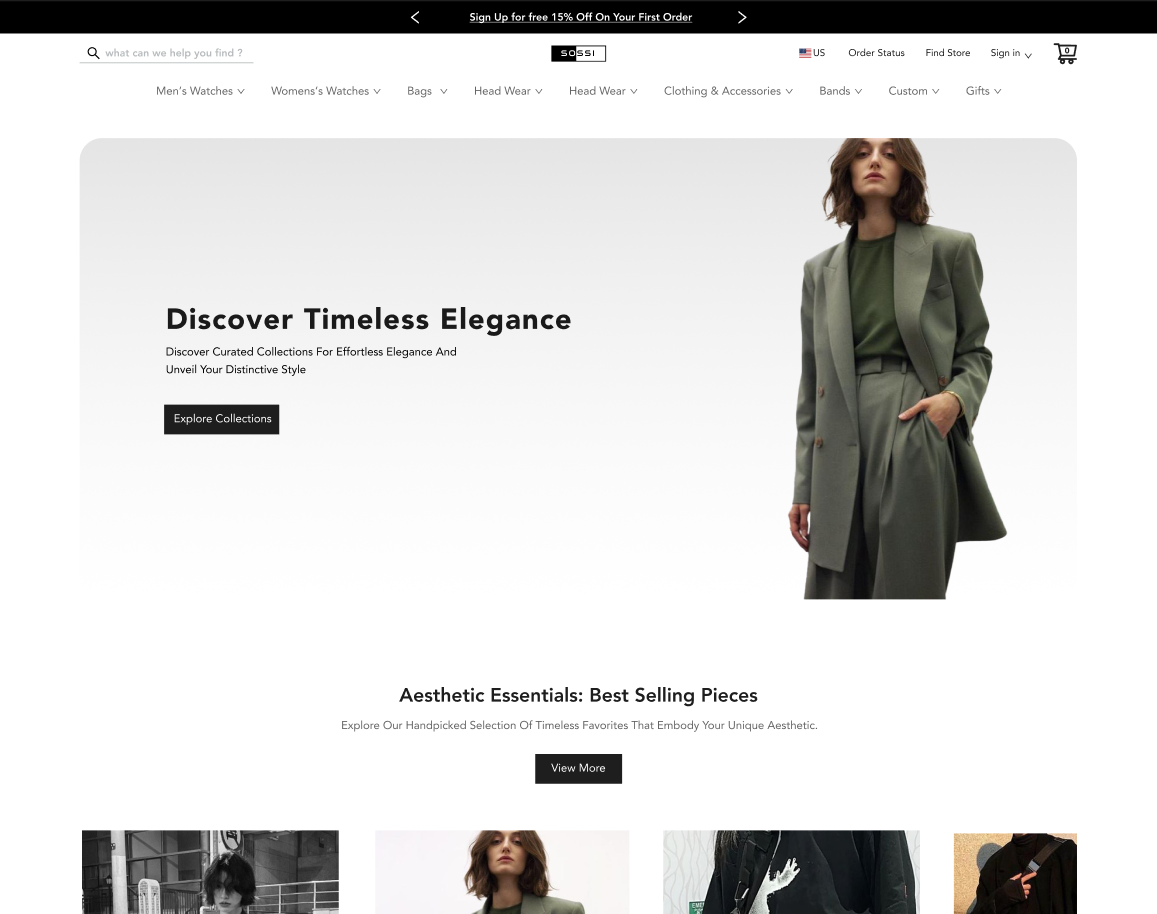 Sign Up for free 15% Off On Your First Order
what can we help you find ?
SOSSI
US
Order Status
Find Store
Sign in
0
Men's Watches
Womens's Watches
Bags
Head Wear
Head Wear
Clothing & Accessories
Bands
Custom
Gifts
Discover Timeless Elegance
Discover Curated Collections For Effortless Elegance And
Unveil Your Distinctive Style
Explore Collections
Aesthetic Essentials: Best Selling Pieces
Explore Our Handpicked Selection Of Timeless Favorites That Embody Your Unique Aesthetic.
View More